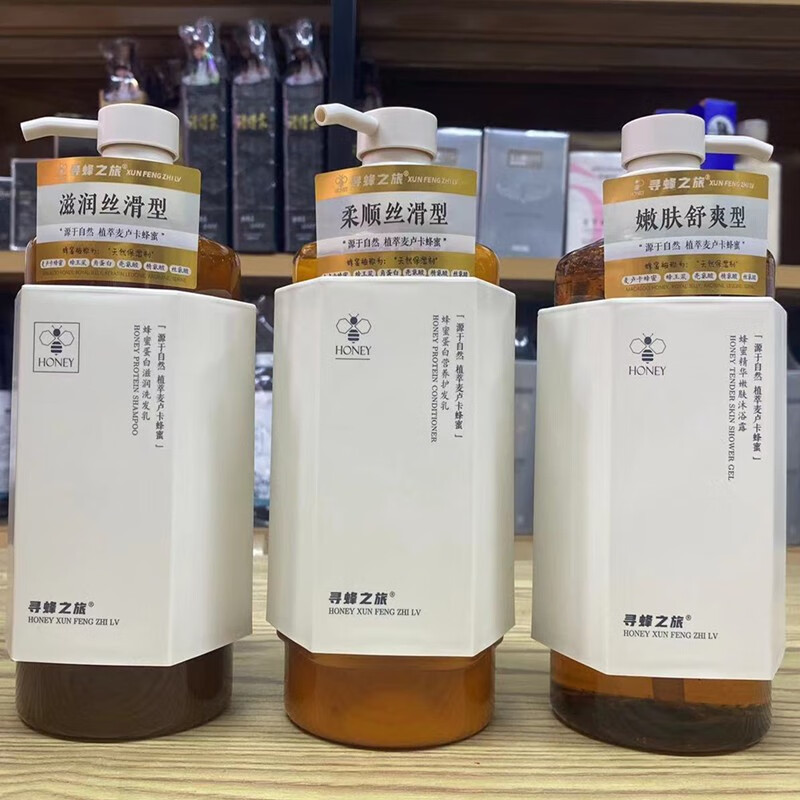 寻蜂之旅® XUN FENG ZHI LV
滋润丝滑型
"源于自然 植萃麦卢卡蜂蜜"
HONEY
「源于自然 植萃麦卢卡蜂蜜」
蜂蜜蛋白滋润洗发乳
HONEY PROTEIN SHAMPOO
寻蜂之旅®
HONEY XUN FENG ZHI LV
寻蜂之旅® XUN FENG ZHI LV
柔顺丝滑型
"源于自然 植萃麦卢卡蜂蜜"
HONEY
「源于自然 植萃麦卢卡蜂蜜」
蜂蜜蛋白营养护发乳
HONEY PROTEIN CONDITIONER
寻蜂之旅®
HONEY XUN FENG ZHI LV
寻蜂之旅® XUN FENG ZHI LV
嫩肤舒爽型
"源于自然 植萃麦卢卡蜂蜜"
HONEY
「源于自然 植萃麦卢卡蜂蜜」
蜂蜜精华嫩肤沐浴露
HONEY TENDER SKIN SHOWER GEL
寻蜂之旅®
HONEY XUN FENG ZHI LV